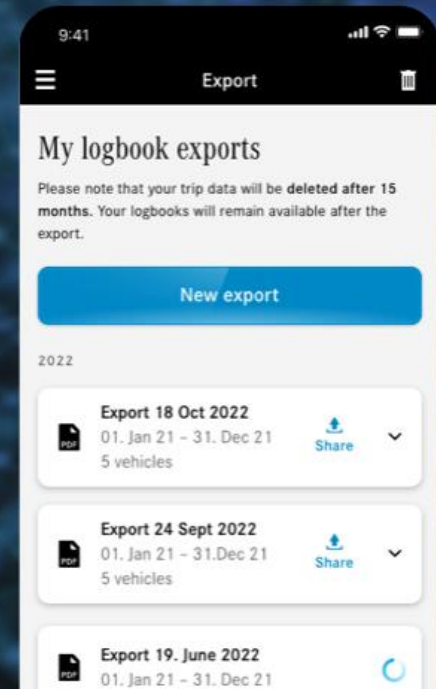 9:41
Export
My logbook exports
Please note that your trip data will be deleted after 15
months. Your logbooks will remain available after the
export.
New export
2022
Export 18 Oct 2022
01. Jan 21 – 31. Dec 21
5 vehicles
PDF
Share
Export 24 Sept 2022
01. Jan 21 – 31.Dec 21
5 vehicles
PDF
Share
Export 19. June 2022
01. Jan 21 – 31. Dec 21
PDF